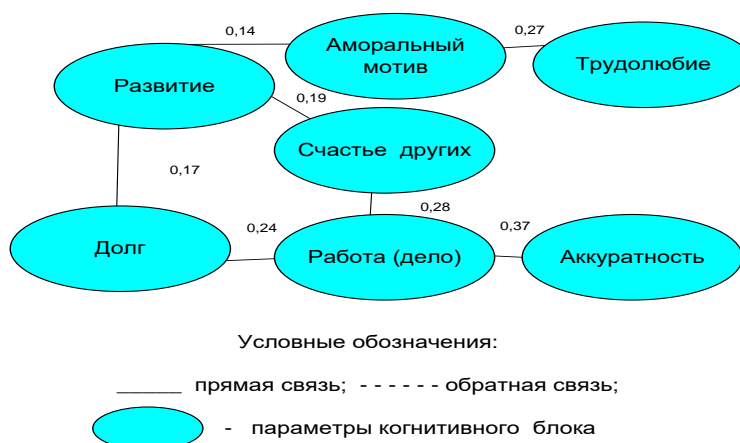 0,14
Аморальный
мотив
0,27
Трудолюбие
Развитие
0,19
Счастье других
0,17
0,28
Долг
0,24
Работа (дело)
0,37
Аккуратность
Условные обозначения:
_____ прямая связь; - - - - - - обратная связь;
- параметры когнитивного блока